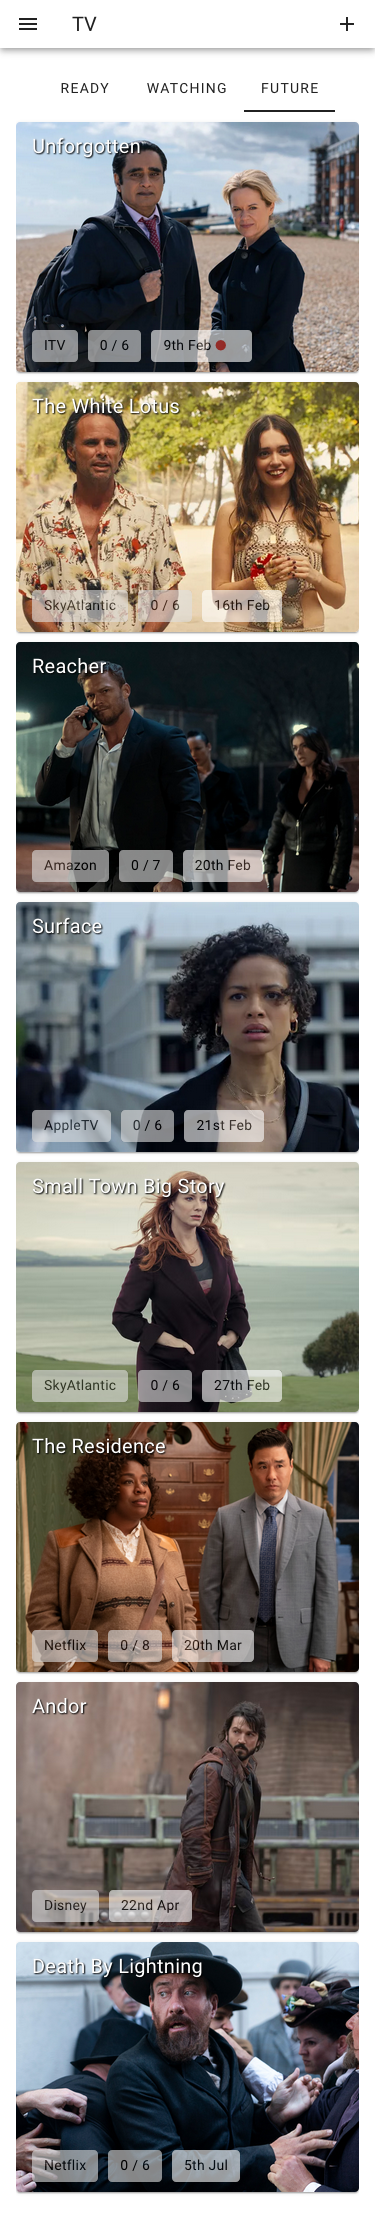 TV
READY WATCHING FUTURE
Unforgotten
ITV 0 / 6 9th Feb
The White Lotus
SkyAtlantic 0 / 6 16th Feb
Reacher
Amazon 0 / 7 20th Feb
Surface
AppleTV 0 / 6 21st Feb
Small Town Big Story
SkyAtlantic 0 / 6 27th Feb
The Residence
Netflix 0 / 8 20th Mar
Andor
Disney 22nd Apr
Death By Lightning
Netflix 0 / 6 5th Jul